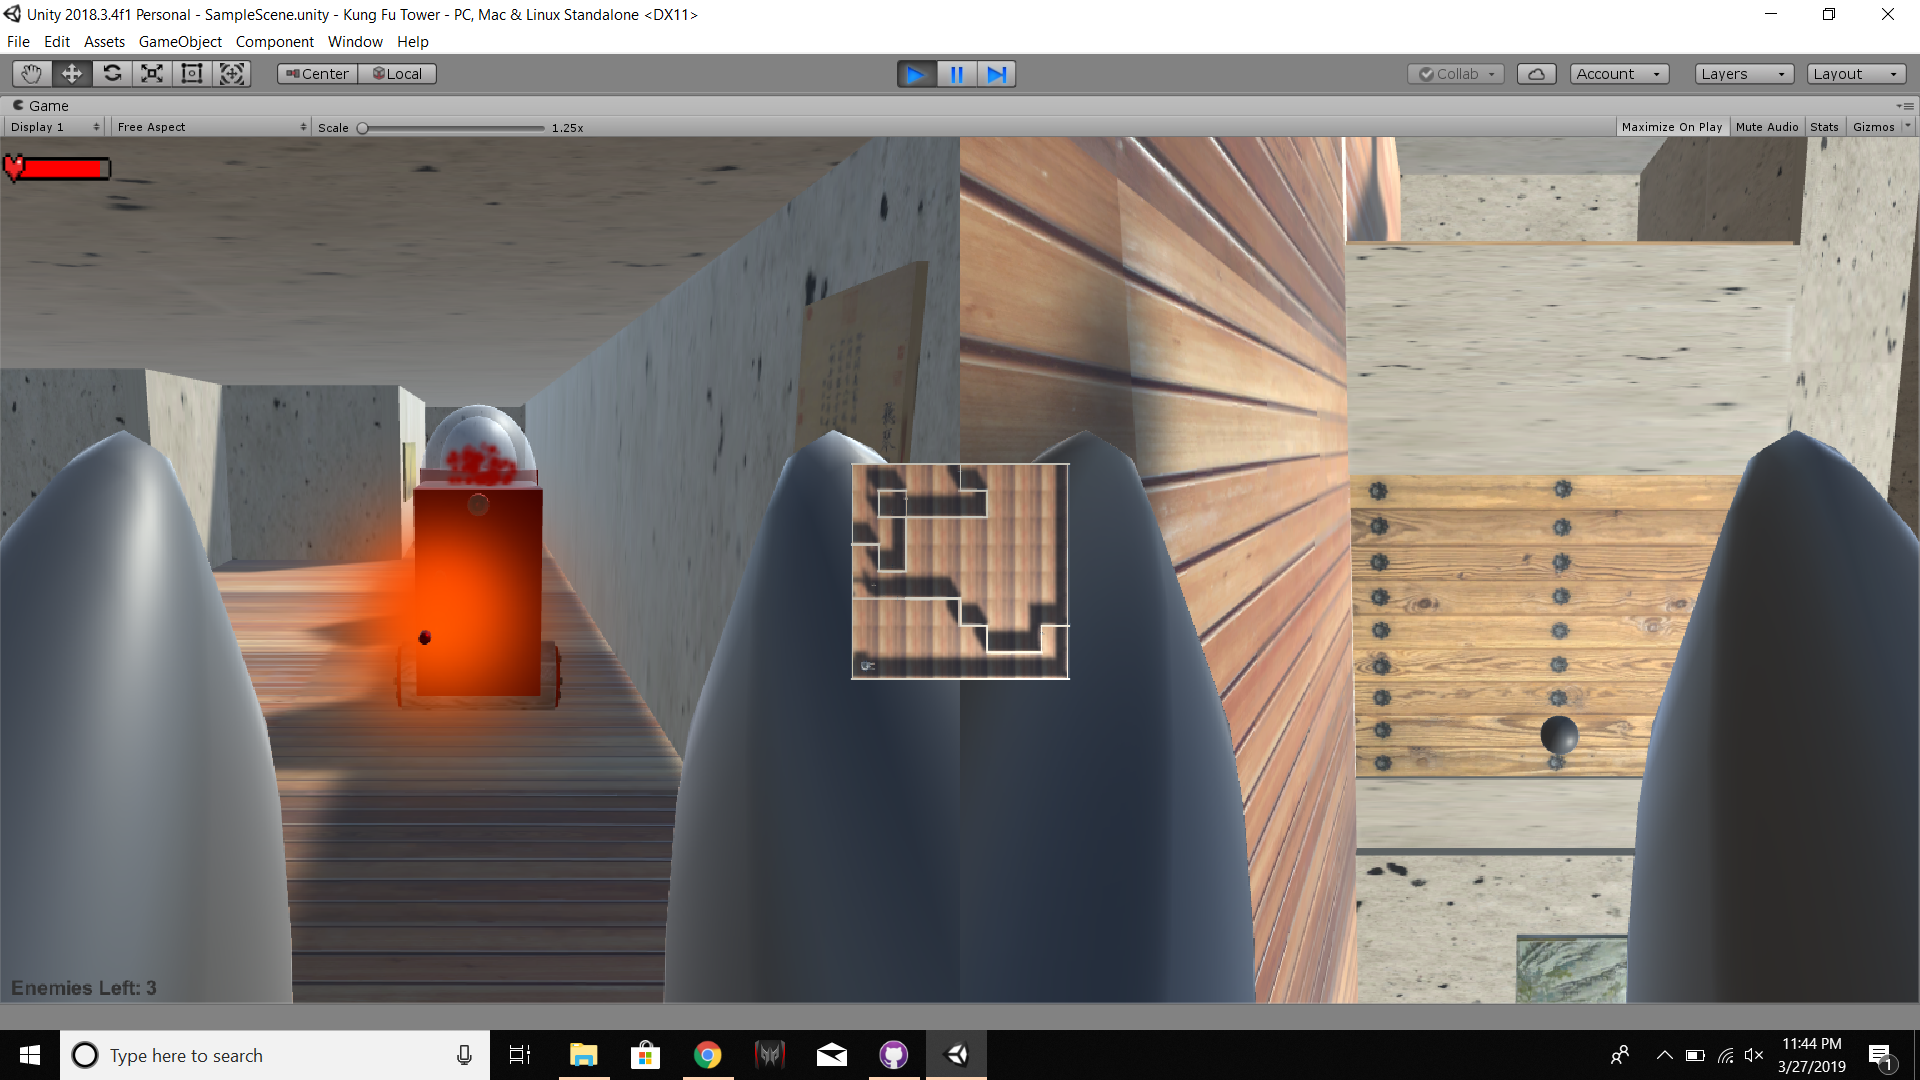 Unity 2018.3.4f1 Personal - SampleScene.unity - Kung Fu Tower - PC, Mac & Linux Standalone <DX11>
File Edit Assets GameObject Component Window Help
Center Local Collab Account Layers Layout
Game
Display 1 Free Aspect Scale 1.25x Maximize On Play Mute Audio Stats Gizmos
Enemies Left: 3
Type here to search
11:44 PM
3/27/2019
1